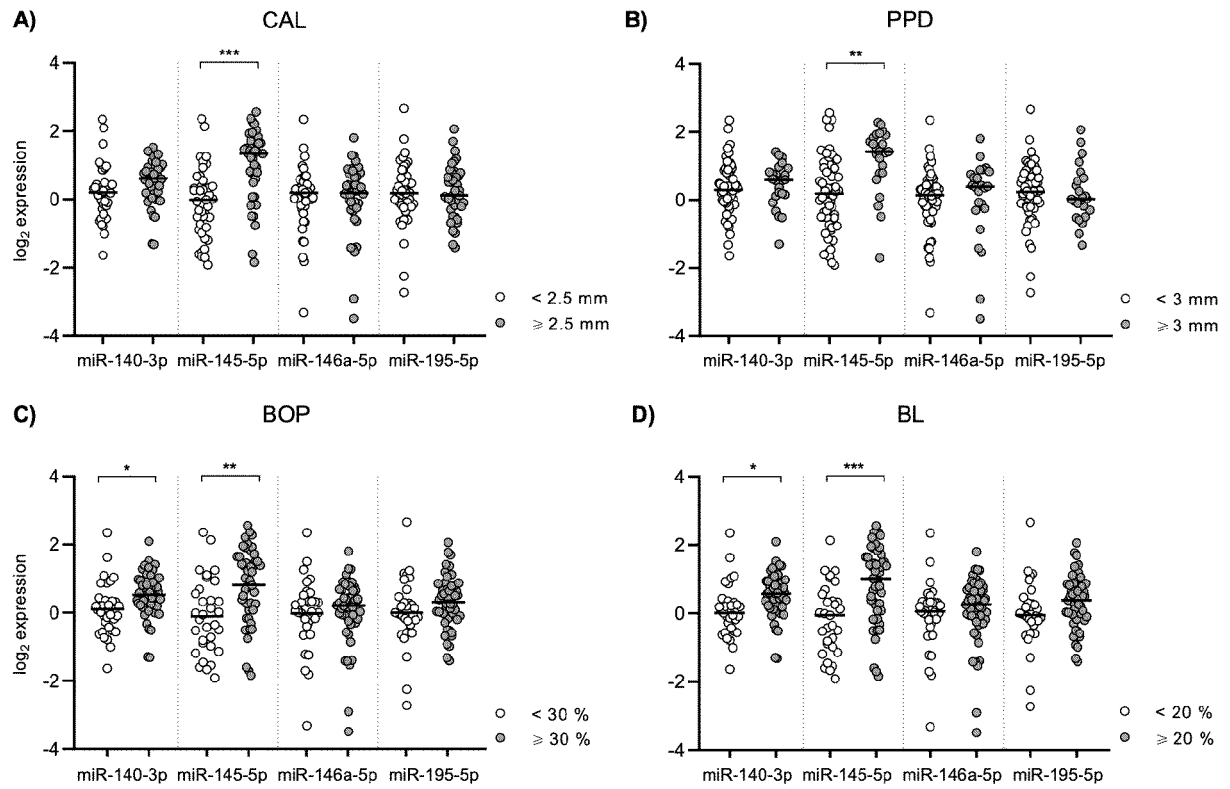 A)
CAL
***
4
2
0
-2
-4
log2 expression
miR-140-3p miR-145-5p miR-146a-5p miR-195-5p
< 2.5 mm
⩾ 2.5 mm
B)
PPD
**
4
2
0
-2
-4
miR-140-3p miR-145-5p miR-146a-5p miR-195-5p
< 3 mm
⩾ 3 mm
C)
BOP
* **
4
2
0
-2
-4
log2 expression
miR-140-3p miR-145-5p miR-146a-5p miR-195-5p
< 30 %
⩾ 30 %
D)
BL
* ***
4
2
0
-2
-4
miR-140-3p miR-145-5p miR-146a-5p miR-195-5p
< 20 %
⩾ 20 %